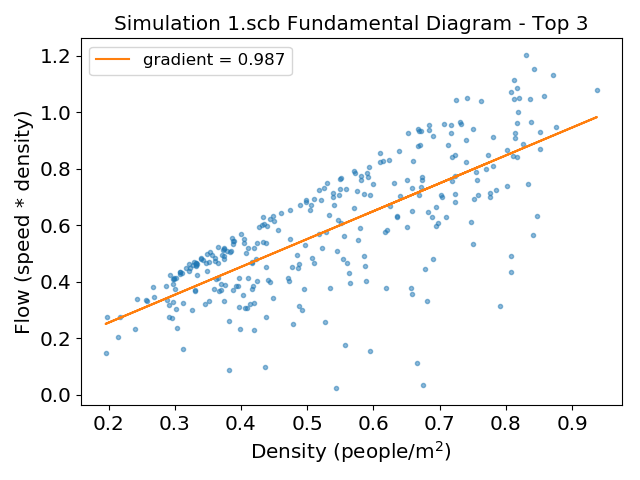 Simulation 1.scb Fundamental Diagram - Top 3
gradient = 0.987
Flow (speed * density)
1.2
1.0
0.8
0.6
0.4
0.2
0.0
0.2 0.3 0.4 0.5 0.6 0.7 0.8 0.9
Density (people/m²)